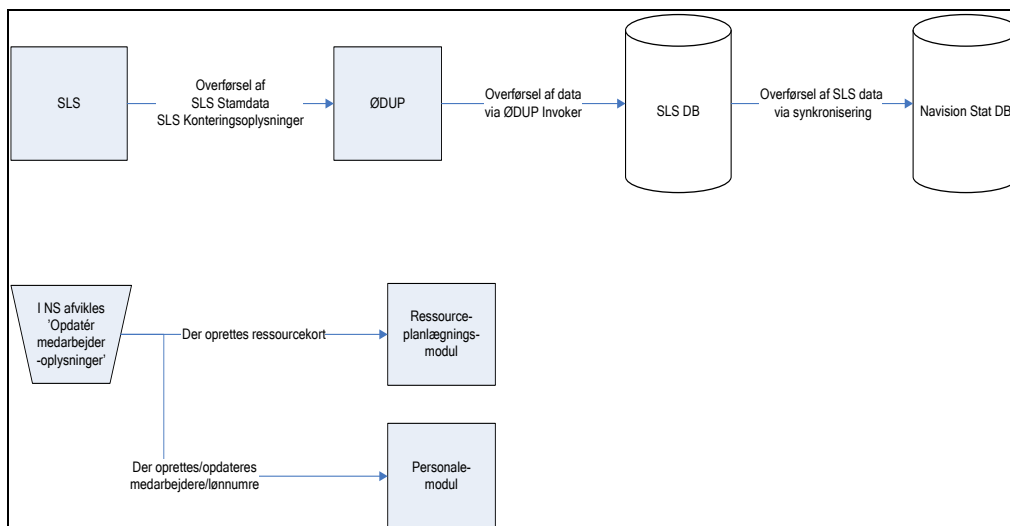 SLS
Overførsel af
SLS Stamdata
SLS Konteringsoplysninger
ØDUP
Overførsel af data
via ØDUP Invoker
SLS DB
Overførsel af SLS data
via synkronisering
Navision Stat DB
I NS afvikles
’Opdatér
medarbejder
-oplysninger’
Der oprettes ressourcekort
Ressource-
planlægnings-
modul
Der oprettes/opdateres
medarbejdere/lønnumre
Personale-
modul